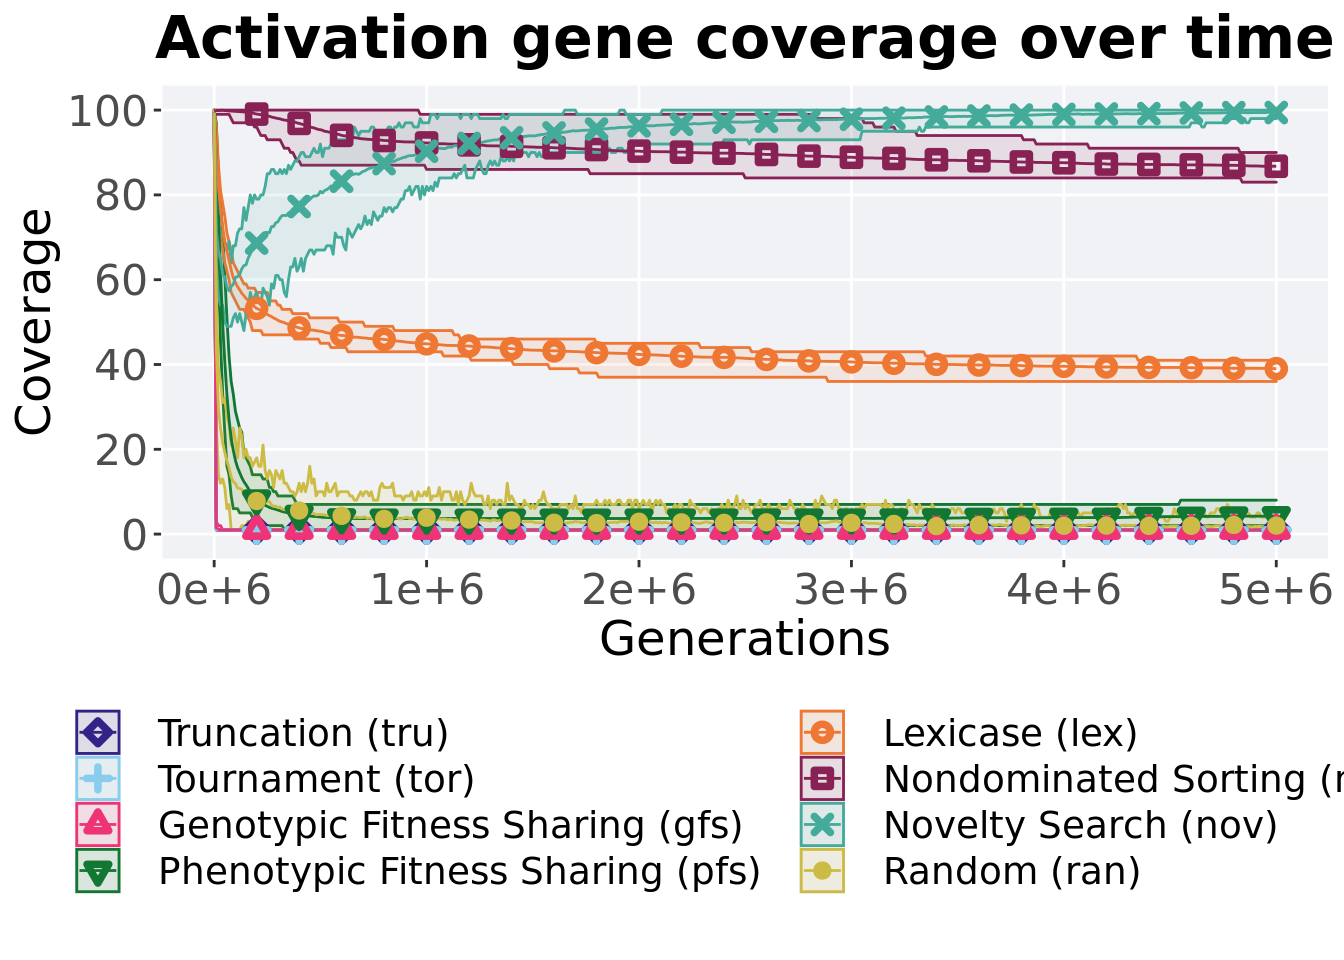 Activation gene coverage over time
Coverage
100
80
60
40
20
0
0e+6 1e+6 2e+6 3e+6 4e+6 5e+6
Generations
Truncation (tru)
Tournament (tor)
Genotypic Fitness Sharing (gfs)
Phenotypic Fitness Sharing (pfs)
Lexicase (lex)
Nondominated Sorting
Novelty Search (nov)
Random (ran)